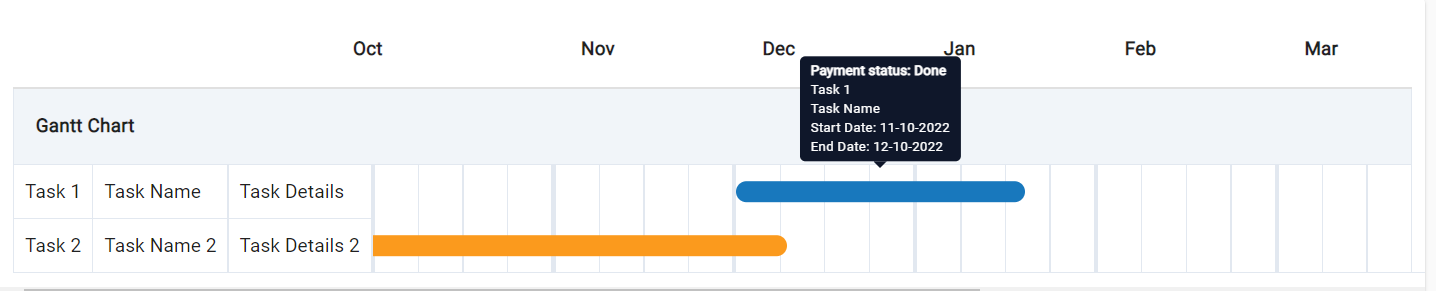 Oct Nov Dec Jan Feb Mar
Payment status: Done
Task 1
Task Name
Start Date: 11-10-2022
End Date: 12-10-2022
Gantt Chart
Task 1 Task Name Task Details
Task 2 Task Name 2 Task Details 2